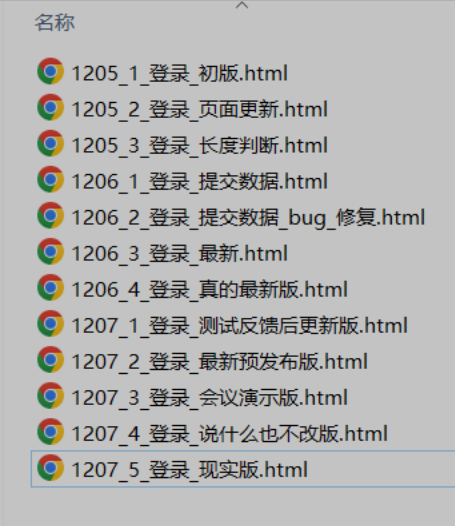 名称
1205_1_登录_初版.html
1205_2_登录_页面更新.html
1205_3_登录_长度判断.html
1206_1_登录_提交数据.html
1206_2_登录_提交数据_bug_修复.html
1206_3_登录_最新.html
1206_4_登录_真的最新版.html
1207_1_登录_测试反馈后更新版.html
1207_2_登录_最新预发布版.html
1207_3_登录_会议演示版.html
1207_4_登录_说什么也不改版.html
1207_5_登录_现实版.html